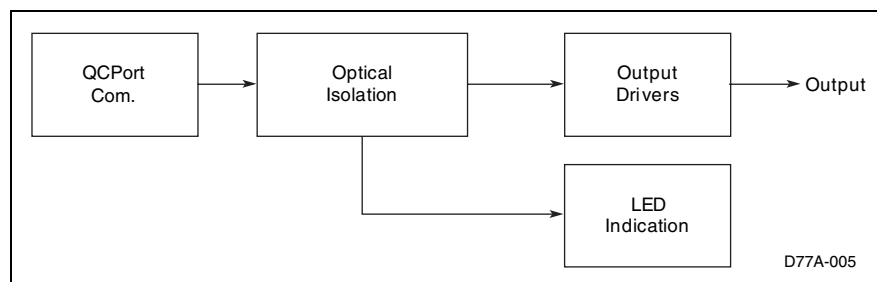 QCPort
Com.
Optical
Isolation
Output
Drivers
Output
LED
Indication
D77A-005